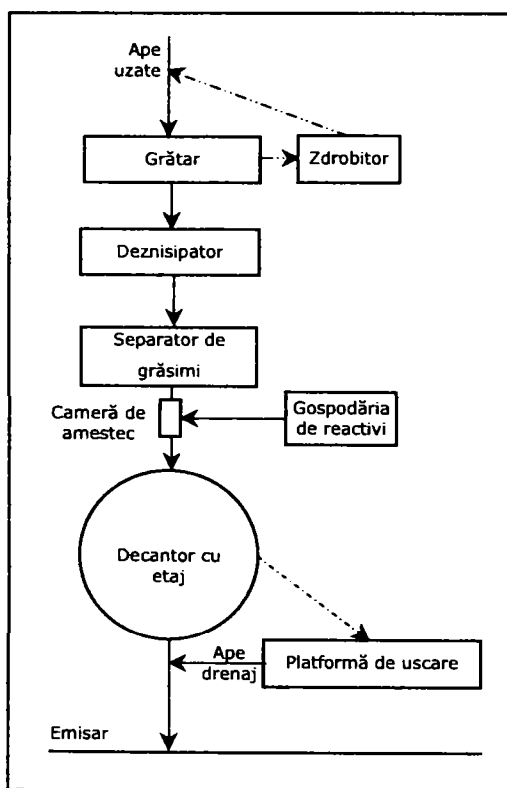 Ape
uzate
Grătar
Zdrobitor
Deznisipator
Separator de
grăsimi
Cameră de
amestec
Gospodăria
de reactivi
Decantor cu
etaj
Ape
drenaj
Platformă de uscare
Emisar